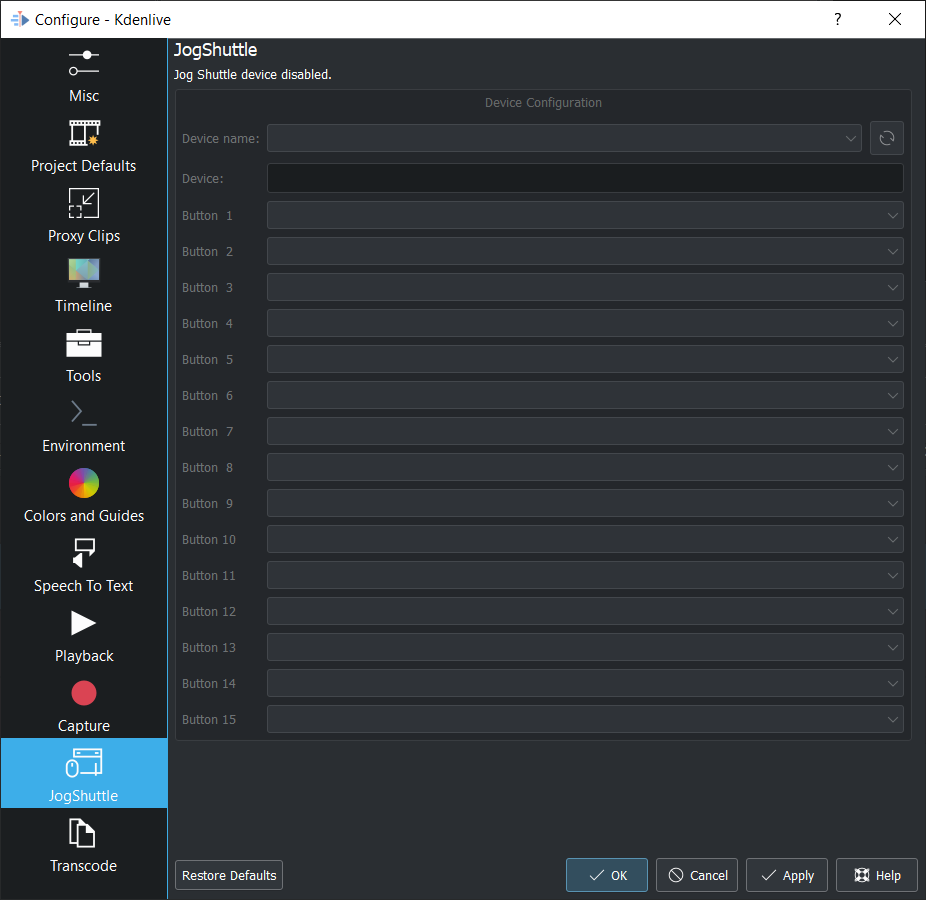 Configure - Kdenlive
?
Misc
Project Defaults
Proxy Clips
Timeline
Tools
Environment
Colors and Guides
Speech To Text
Playback
Capture
JogShuttle
Transcode
JogShuttle
Jog Shuttle device disabled.
Device Configuration
Device name:
Device:
Button 1
Button 2
Button 3
Button 4
Button 5
Button 6
Button 7
Button 8
Button 9
Button 10
Button 11
Button 12
Button 13
Button 14
Button 15
Restore Defaults OK Cancel Apply Help